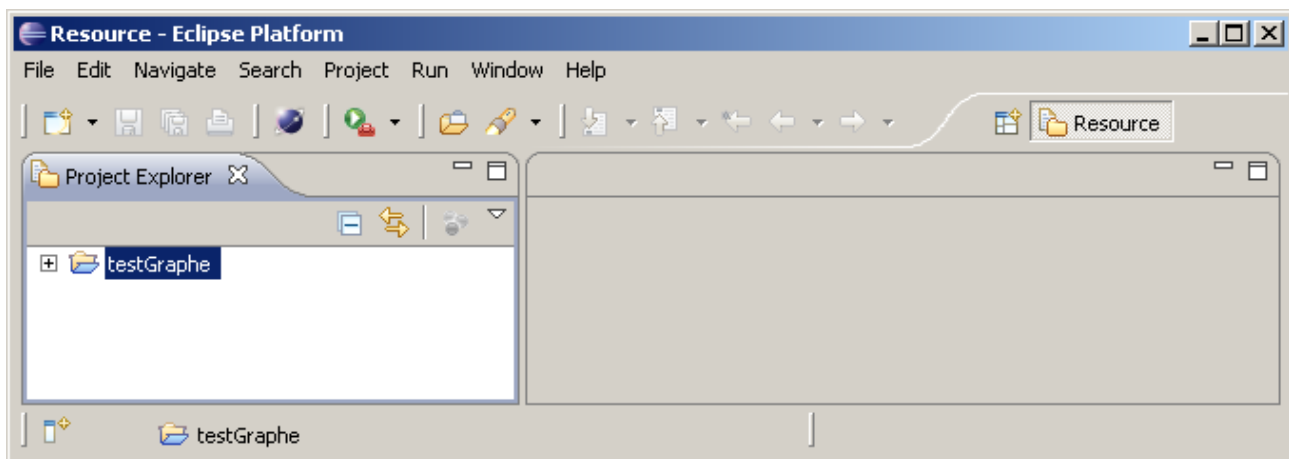 Resource - Eclipse Platform
File Edit Navigate Search Project Run Window Help
Resource
Project Explorer
testGraphe
testGraphe